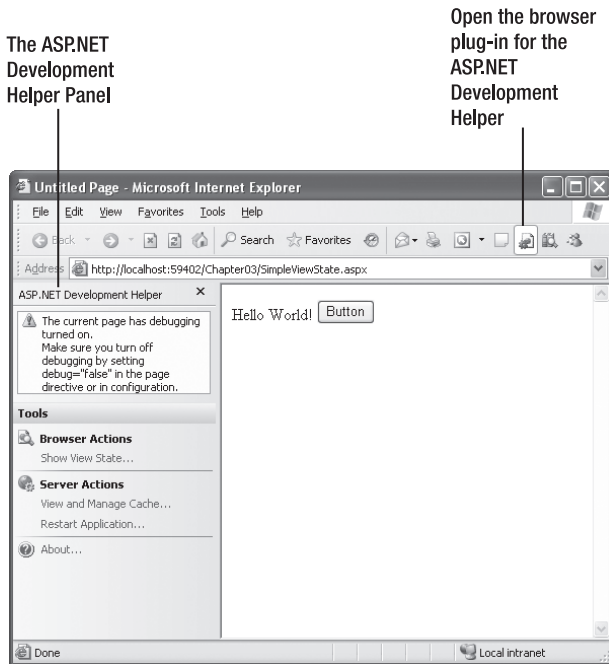 The ASP.NET
Development
Helper Panel
Open the browser
plug-in for the
ASP.NET
Development
Helper
Untitled Page - Microsoft Internet Explorer
File Edit View Favorites Tools Help
Back Search Favorites
Address http://localhost:59402/Chapter03/SimpleViewState.aspx
ASP.NET Development Helper
The current page has debugging
turned on.
Make sure you turn off
debugging by setting
debug="false" in the page
directive or in configuration.
Tools
Browser Actions
Show View State...
Server Actions
View and Manage Cache...
Restart Application...
About...
Hello World! Button
Done Local intranet